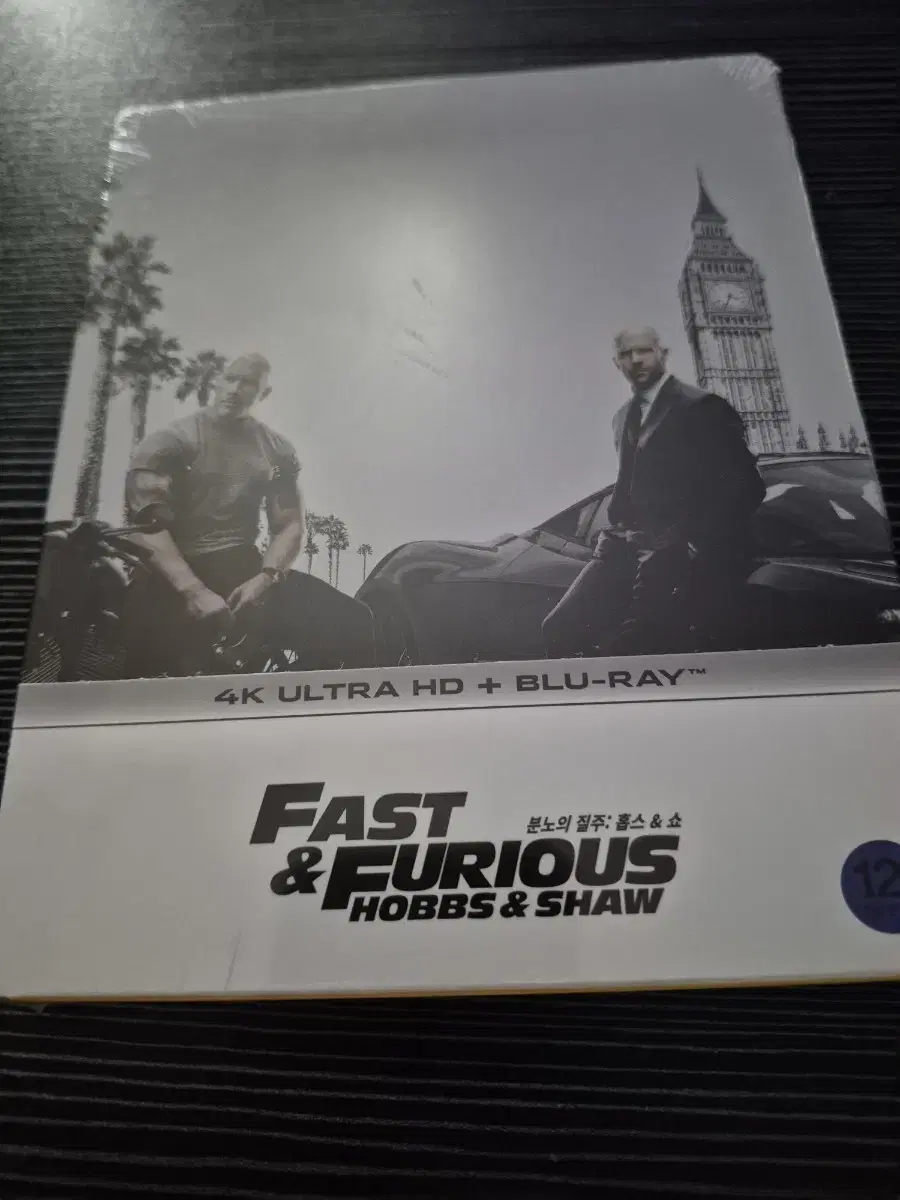 4K ULTRA HD + BLU-RAY™
FAST
분노의 질주: 홉스 & 쇼
& FURIOUS
HOBBS & SHAW
12